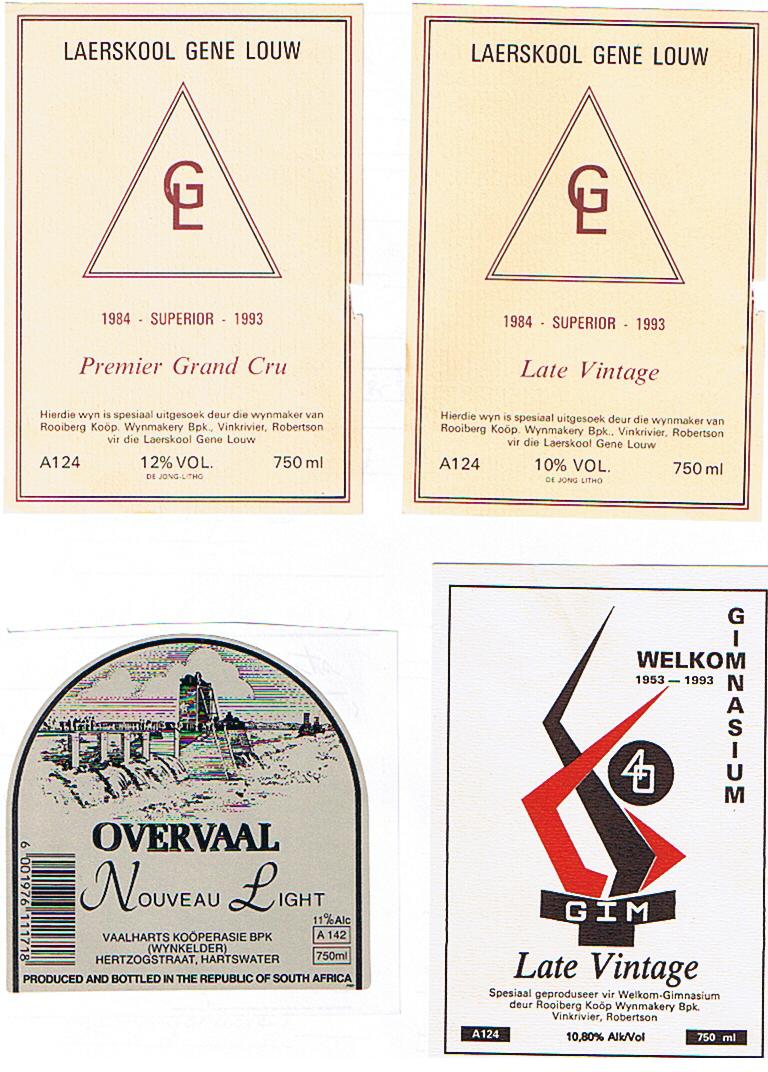 LAERSKOOL GENE LOUW
GL
1984 - SUPERIOR - 1993
Premier Grand Cru
Hierdie wyn is spesiaal uitgesoek deur die wynmaker van
Rooiberg Koöp. Wynmakery Bpk., Vinkrivier, Robertson
vir die Laerskool Gene Louw
A124 12% VOL. 750 ml
DE JONG-LITHO
LAERSKOOL GENE LOUW
GL
1984 - SUPERIOR - 1993
Late Vintage
Hierdie wyn is spesiaal uitgesoek deur die wynmaker van
Rooiberg Koöp. Wynmakery Bpk., Vinkrivier, Robertson
vir die Laerskool Gene Louw
A124 10% VOL. 750 ml
DE JONG LITHO
OVERVAAL
NOUVEAU LIGHT
11% Alc
A 142
750ml
VAALHARTS KOÖPERASIE BPK
(WYNKELDER)
HERTZOGSTRAAT, HARTSWATER
6 001976 111718
PRODUCED AND BOTTLED IN THE REPUBLIC OF SOUTH AFRICA
GIMNASIUM
WELKOM
1953 — 1993
40
GIM
Late Vintage
Spesiaal geproduseer vir Welkom-Gimnasium
deur Rooiberg Koöp Wynmakery Bpk.
Vinkrivier, Robertson
A124 10,80% Alk/Vol 750 ml